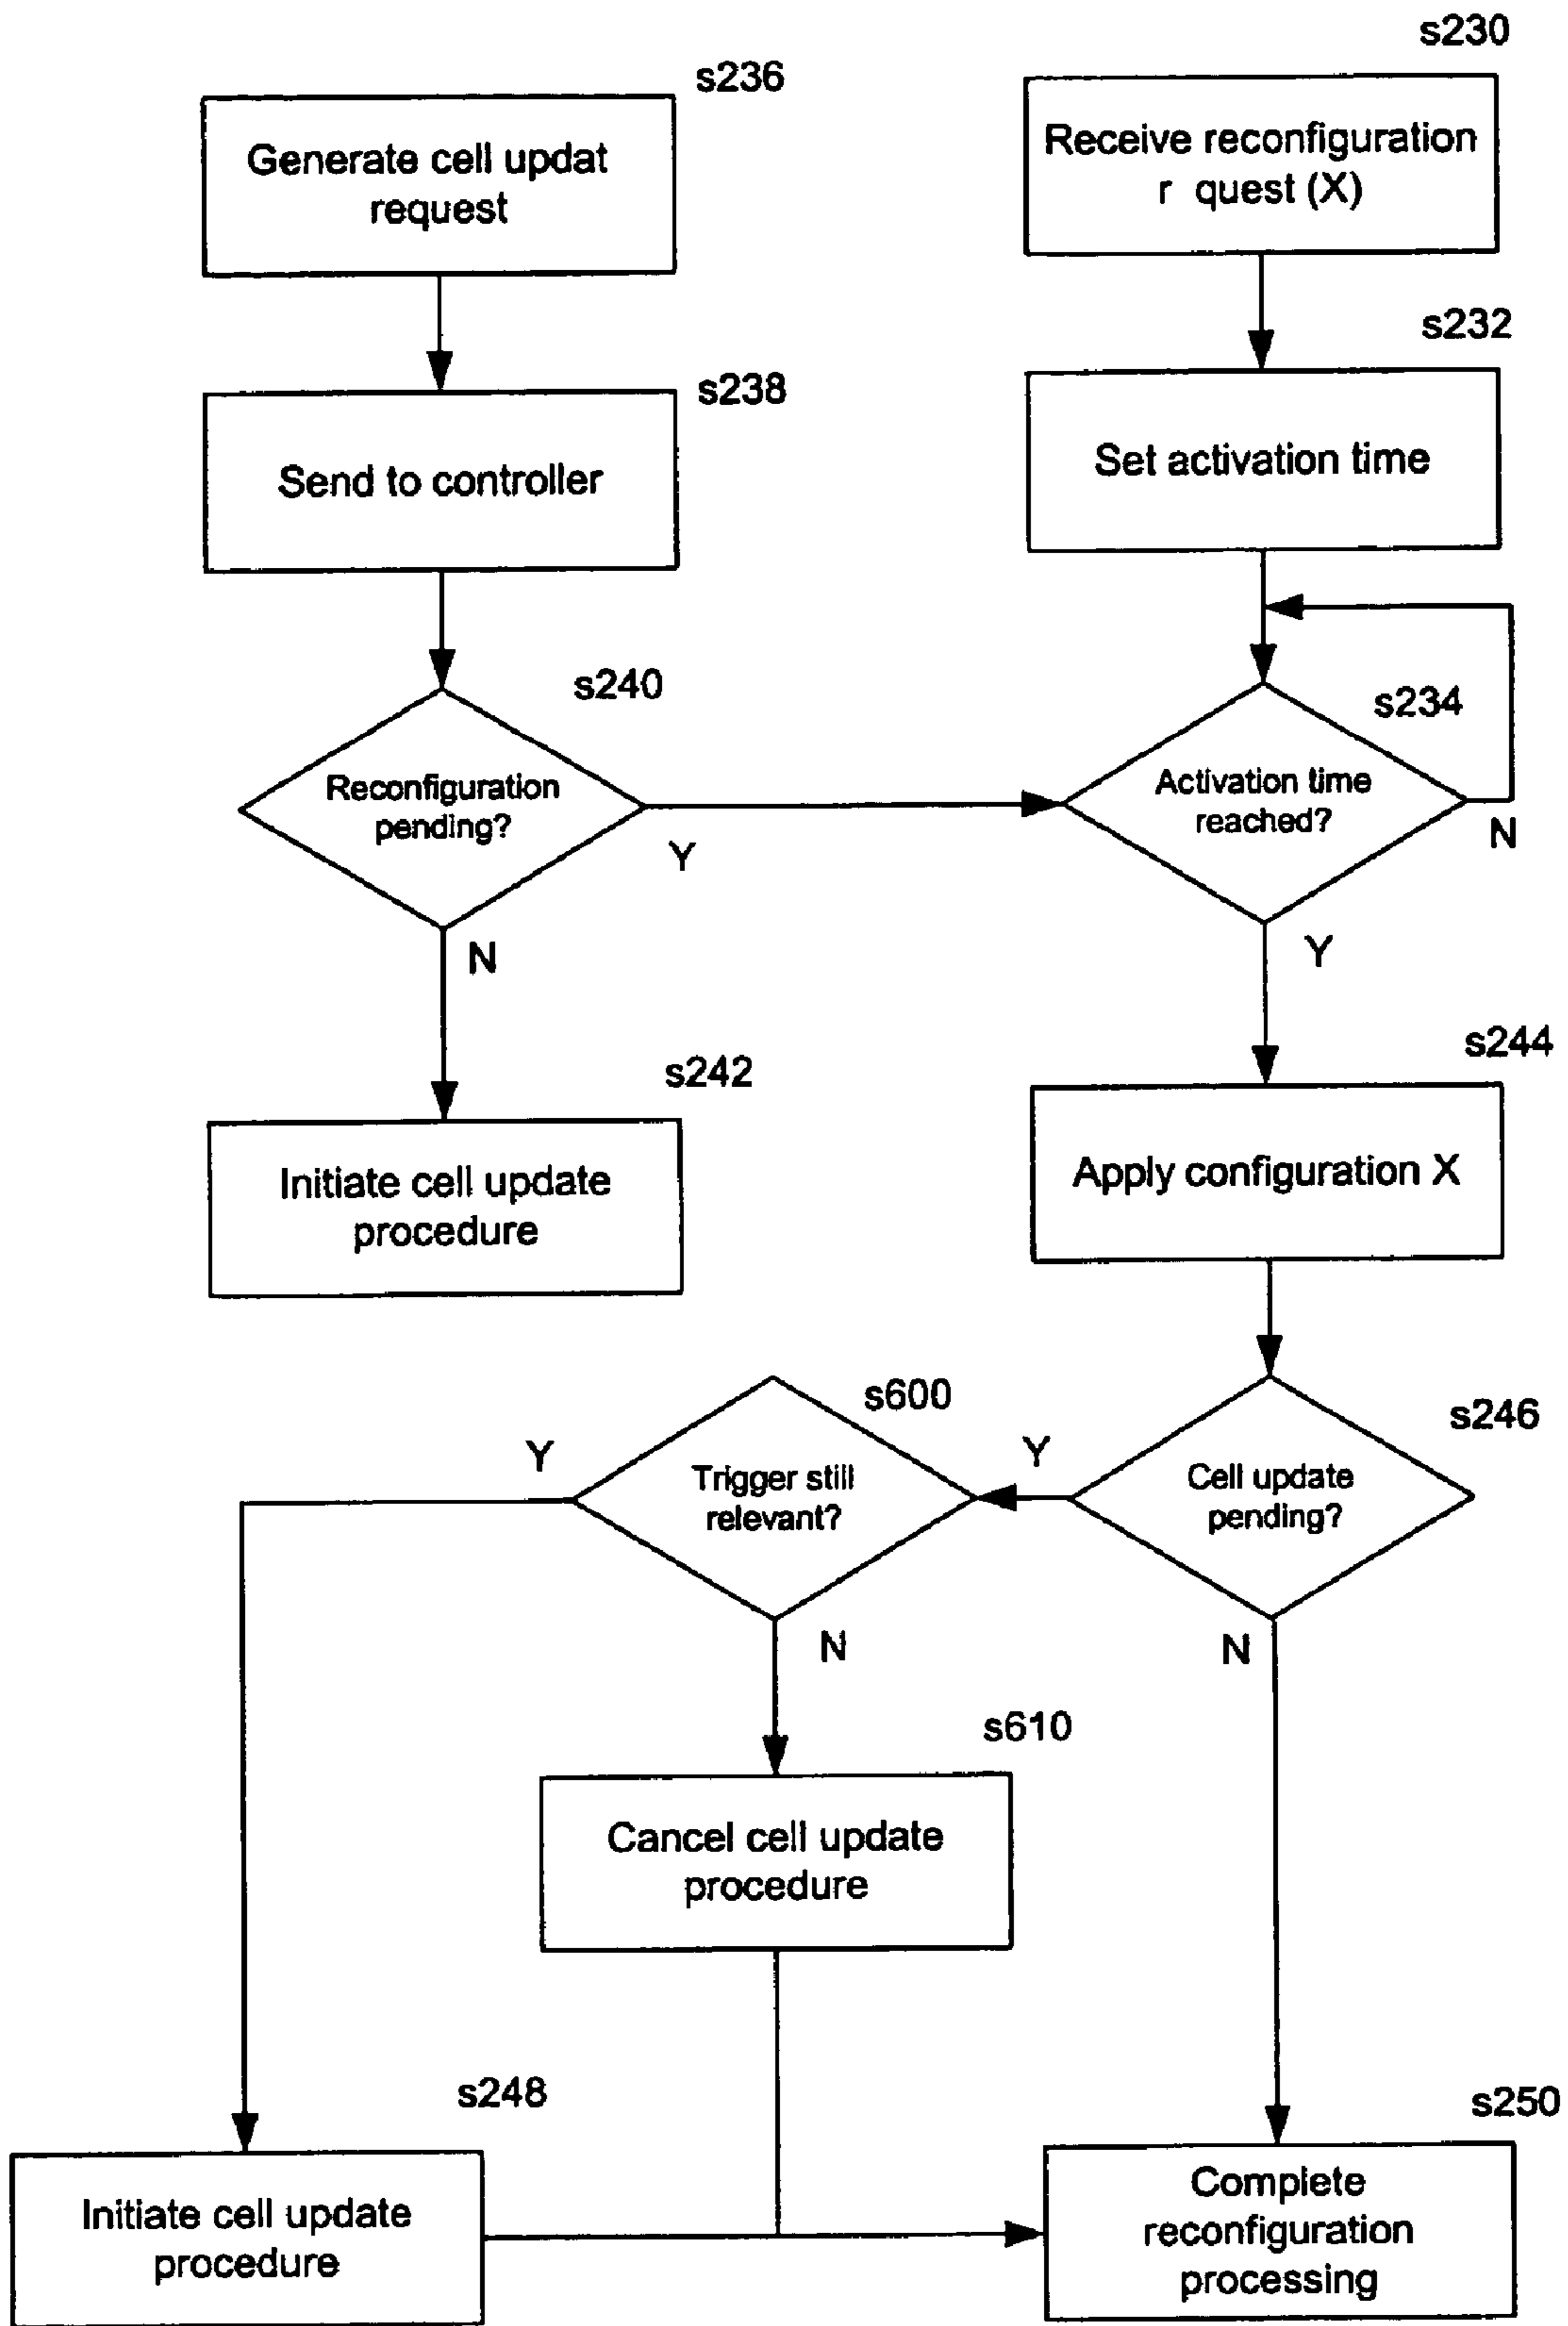 s230
s236
Generate cell updat
request
Receive reconfiguration
r quest (X)
s232
s238
Send to controller
Set activation time
s240
s234
Reconfiguration
pending?
Y
Activation time
reached?
N
N
Y
s242
s244
Initiate cell update
procedure
Apply configuration X
s600
s246
Y
Trigger still
relevant?
Y
Cell update
pending?
N
N
s610
Cancel cell update
procedure
s248
s250
Initiate cell update
procedure
Complete
reconfiguration
processing